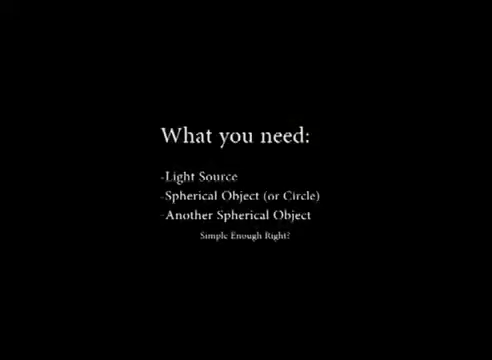 What you need:
-Light Source
-Spherical Object (or Circle)
-Another Spherical Object
Simple Enough Right?